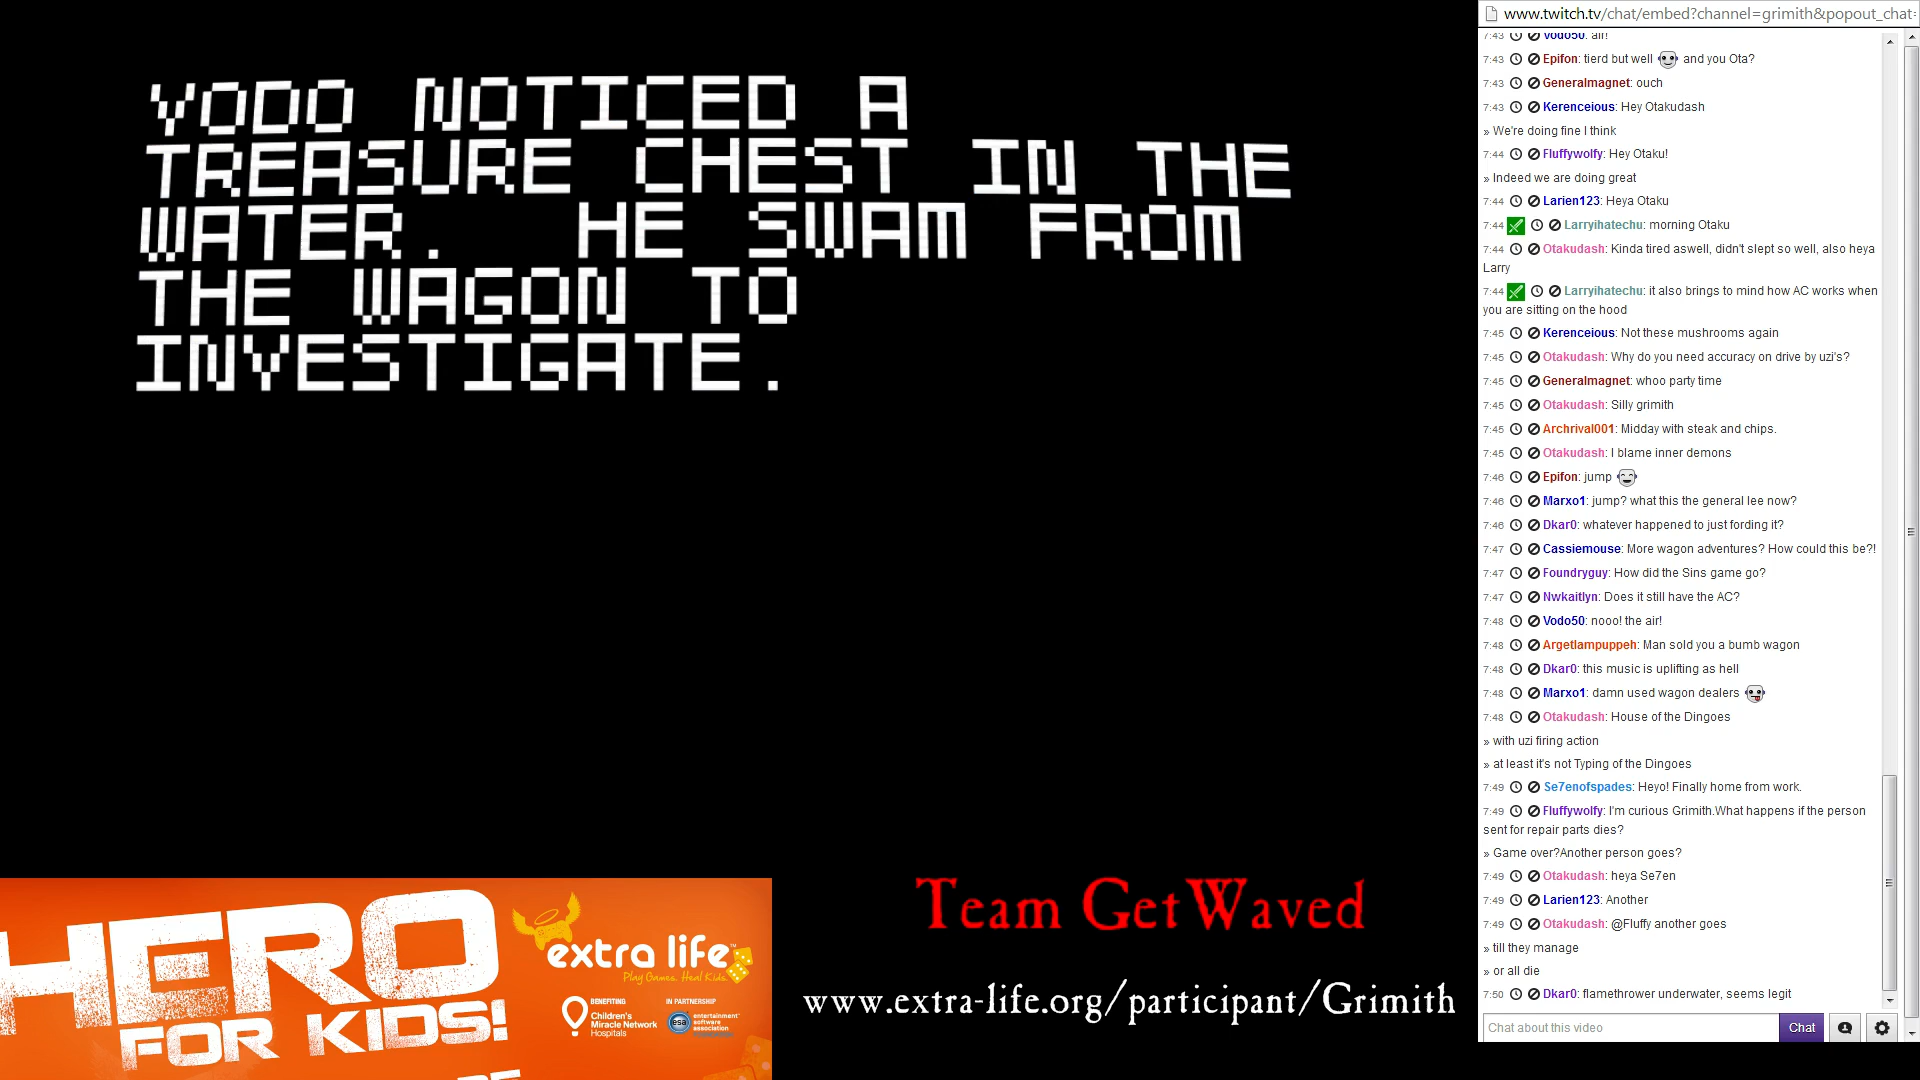 VODO NOTICED A
TREASURE CHEST IN THE
WATER.  HE SWAM FROM
THE WAGON TO
INVESTIGATE.
HERO
FOR KIDS!
extra life™
Play Games. Heal Kids.
BENEFITING
Children's
Miracle Network
Hospitals
IN PARTNERSHIP
esa entertainment
software
association
Team GetWaved
www.extra-life.org/participant/Grimith
www.twitch.tv/chat/embed?channel=grimith&popout_chat=
7:43 Vodo50: air!
7:43 Epifon: tierd but well and you Ota?
7:43 Generalmagnet: ouch
7:43 Kerenceious: Hey Otakudash
» We're doing fine I think
7:44 Fluffywolfy: Hey Otaku!
» Indeed we are doing great
7:44 Larien123: Heya Otaku
7:44 Larryihatechu: morning Otaku
7:44 Otakudash: Kinda tired aswell, didn't slept so well, also heya
Larry
7:44 Larryihatechu: it also brings to mind how AC works when
you are sitting on the hood
7:45 Kerenceious: Not these mushrooms again
7:45 Otakudash: Why do you need accuracy on drive by uzi's?
7:45 Generalmagnet: whoo party time
7:45 Otakudash: Silly grimith
7:45 Archrival001: Midday with steak and chips.
7:45 Otakudash: I blame inner demons
7:46 Epifon: jump
7:46 Marxo1: jump? what this the general lee now?
7:46 Dkar0: whatever happened to just fording it?
7:47 Cassiemouse: More wagon adventures? How could this be?!
7:47 Foundryguy: How did the Sins game go?
7:47 Nwkaitlyn: Does it still have the AC?
7:48 Vodo50: nooo! the air!
7:48 Argetlampuppeh: Man sold you a bumb wagon
7:48 Dkar0: this music is uplifting as hell
7:48 Marxo1: damn used wagon dealers
7:48 Otakudash: House of the Dingoes
» with uzi firing action
» at least it's not Typing of the Dingoes
7:49 Se7enofspades: Heyo! Finally home from work.
7:49 Fluffywolfy: I'm curious Grimith.What happens if the person
sent for repair parts dies?
» Game over?Another person goes?
7:49 Otakudash: heya Se7en
7:49 Larien123: Another
7:49 Otakudash: @Fluffy another goes
» till they manage
» or all die
7:50 Dkar0: flamethrower underwater, seems legit
Chat about this video
Chat